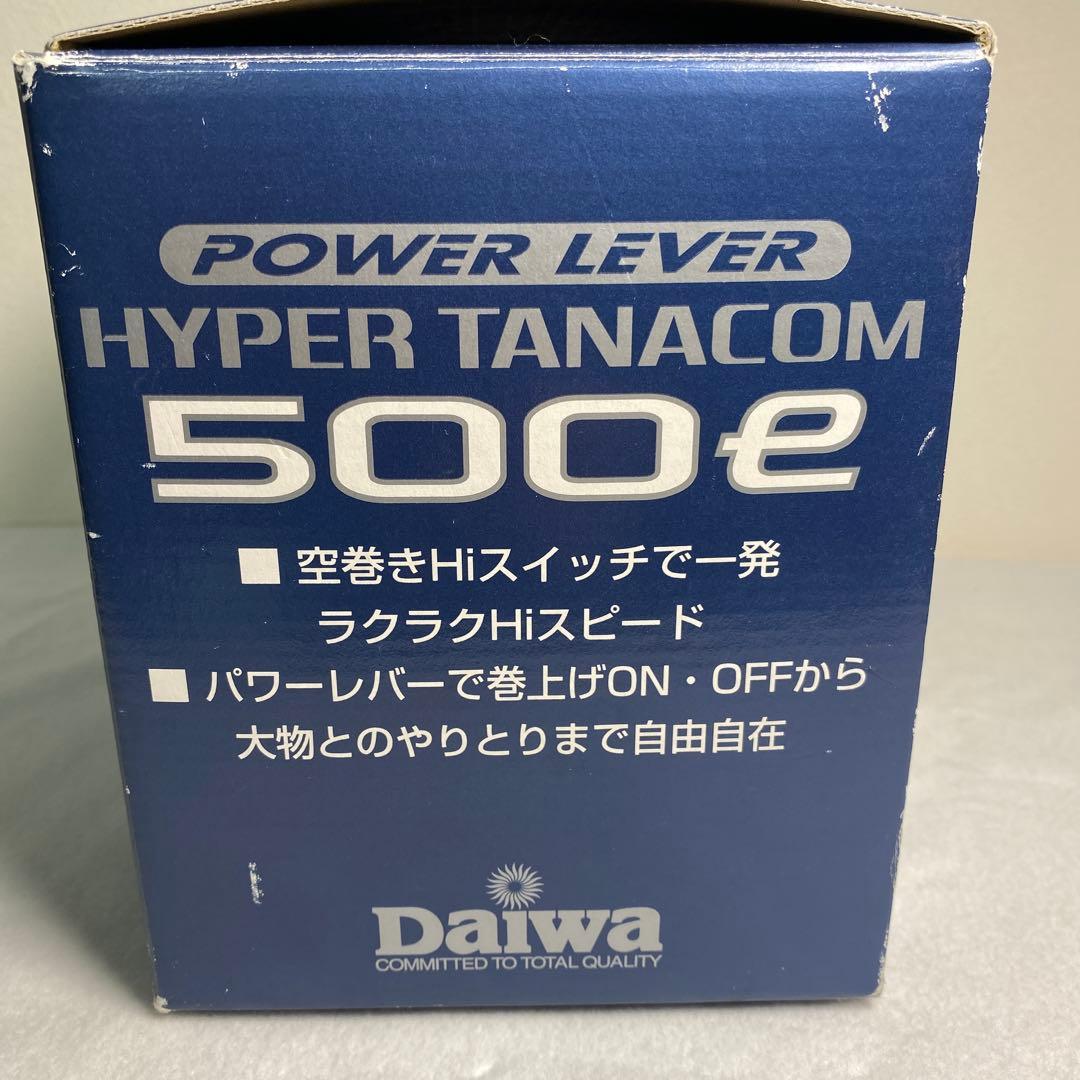 POWER LEVER
HYPER TANACOM
500e
■ 空巻きHiスイッチで一発
ラクラクHiスピード
■ パワーレバーで巻上げON・OFFから
大物とのやりとりまで自由自在
Daiwa
COMMITTED TO TOTAL QUALITY